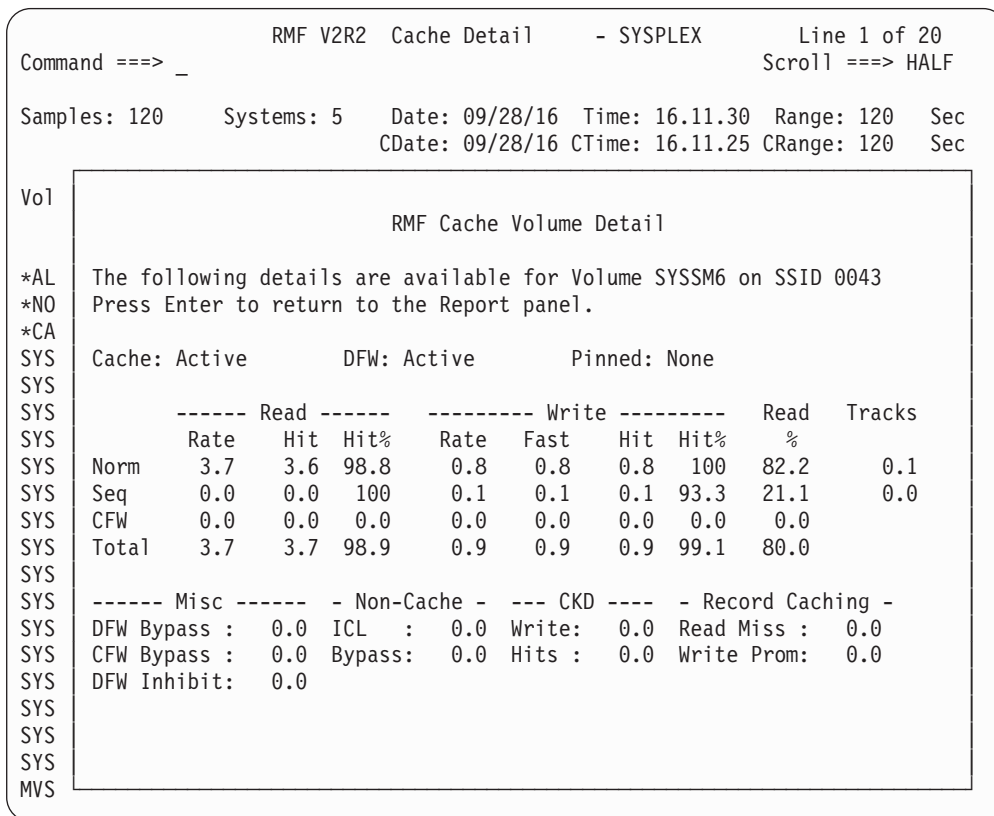 RMF V2R2  Cache Detail     - SYSPLEX        Line 1 of 20
Command ===> _                                    Scroll ===> HALF
Samples: 120    Systems: 5   Date: 09/28/16  Time: 16.11.30  Range: 120   Sec
CDate: 09/28/16 CTime: 16.11.25 CRange: 120   Sec
Vol
RMF Cache Volume Detail
*AL   The following details are available for Volume SYSSM6 on SSID 0043
*NO   Press Enter to return to the Report panel.
*CA
SYS   Cache: Active        DFW: Active        Pinned: None
SYS
SYS         ------ Read ------   --------- Write ---------   Read   Tracks
SYS          Rate    Hit  Hit%    Rate   Fast    Hit  Hit%    %
SYS   Norm    3.7    3.6  98.8     0.8    0.8    0.8   100   82.2      0.1
SYS   Seq     0.0    0.0   100     0.1    0.1    0.1  93.3   21.1      0.0
SYS   CFW     0.0    0.0   0.0     0.0    0.0    0.0   0.0    0.0
SYS   Total   3.7    3.7  98.9     0.9    0.9    0.9  99.1   80.0
SYS
SYS   ------ Misc ------  - Non-Cache -  --- CKD ----  - Record Caching -
SYS   DFW Bypass :   0.0  ICL   :   0.0  Write:   0.0  Read Miss :   0.0
SYS   CFW Bypass :   0.0  Bypass:   0.0  Hits :   0.0  Write Prom:   0.0
SYS   DFW Inhibit:   0.0
SYS
SYS
SYS
MVS